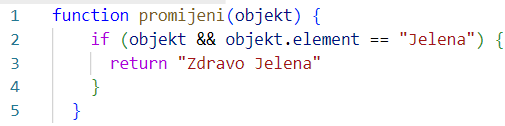 1 function promijeni(objekt) {
2 if (objekt && objekt.element == "Jelena") {
3 return "Zdravo Jelena"
4 }
5 }